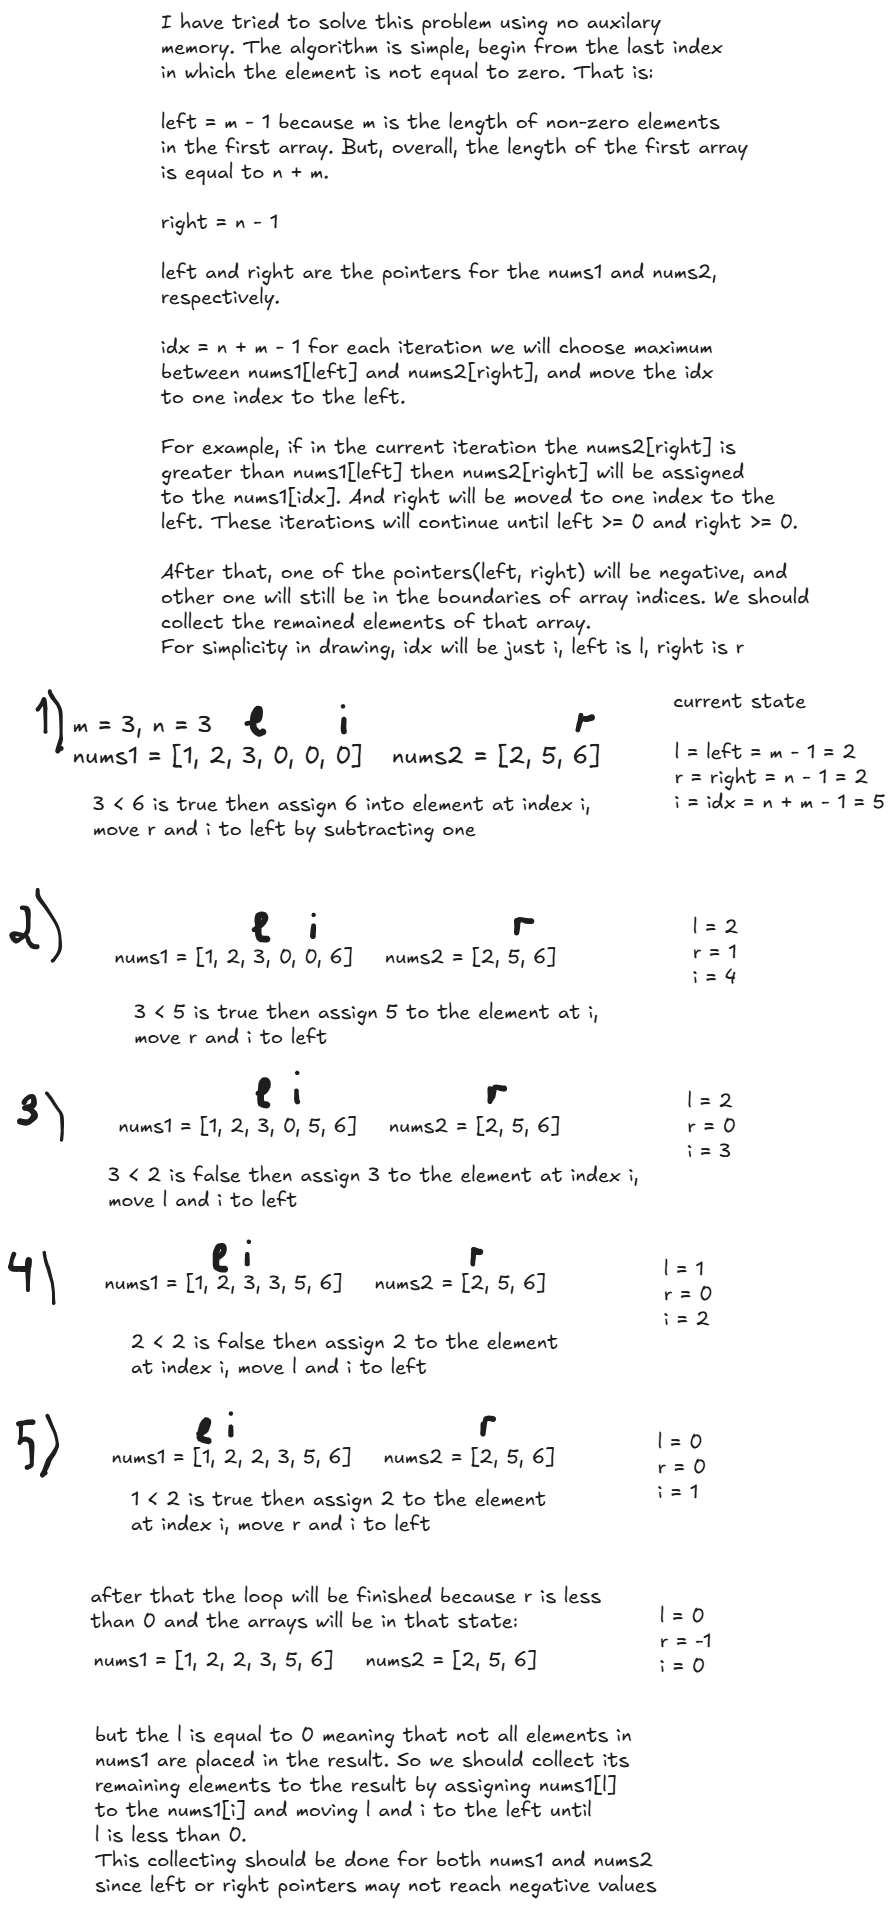 I have tried to solve this problem using no auxilary
memory. The algorithm is simple, begin from the last index
in which the element is not equal to zero. That is:
left = m - 1 because m is the length of non-zero elements
in the first array. But, overall, the length of the first array
is equal to n + m.
right = n - 1
left and right are the pointers for the nums1 and nums2,
respectively.
idx = n + m - 1 for each iteration we will choose maximum
between nums1[left] and nums2[right], and move the idx
to one index to the left.
For example, if in the current iteration the nums2[right] is
greater than nums1[left] then nums2[right] will be assigned
to the nums1[idx]. And right will be moved to one index to the
left. These iterations will continue until left >= 0 and right >= 0.
After that, one of the pointers(left, right) will be negative, and
other one will still be in the boundaries of array indices. We should
collect the remained elements of that array.
For simplicity in drawing, idx will be just i, left is l, right is r
1)
m = 3, n = 3 l i r
nums1 = [1, 2, 3, 0, 0, 0] nums2 = [2, 5, 6]
3 < 6 is true then assign 6 into element at index i,
move r and i to left by subtracting one
current state
l = left = m - 1 = 2
r = right = n - 1 = 2
i = idx = n + m - 1 = 5
2)
l i r
nums1 = [1, 2, 3, 0, 0, 6] nums2 = [2, 5, 6]
3 < 5 is true then assign 5 to the element at i,
move r and i to left
l = 2
r = 1
i = 4
3)
l i r
nums1 = [1, 2, 3, 0, 5, 6] nums2 = [2, 5, 6]
3 < 2 is false then assign 3 to the element at index i,
move l and i to left
l = 2
r = 0
i = 3
4)
l i r
nums1 = [1, 2, 3, 3, 5, 6] nums2 = [2, 5, 6]
2 < 2 is false then assign 2 to the element
at index i, move l and i to left
l = 1
r = 0
i = 2
5)
l i r
nums1 = [1, 2, 2, 3, 5, 6] nums2 = [2, 5, 6]
1 < 2 is true then assign 2 to the element
at index i, move r and i to left
l = 0
r = 0
i = 1
after that the loop will be finished because r is less
than 0 and the arrays will be in that state:
nums1 = [1, 2, 2, 3, 5, 6] nums2 = [2, 5, 6]
l = 0
r = -1
i = 0
but the l is equal to 0 meaning that not all elements in
nums1 are placed in the result. So we should collect its
remaining elements to the result by assigning nums1[l]
to the nums1[i] and moving l and i to the left until
l is less than 0.
This collecting should be done for both nums1 and nums2
since left or right pointers may not reach negative values